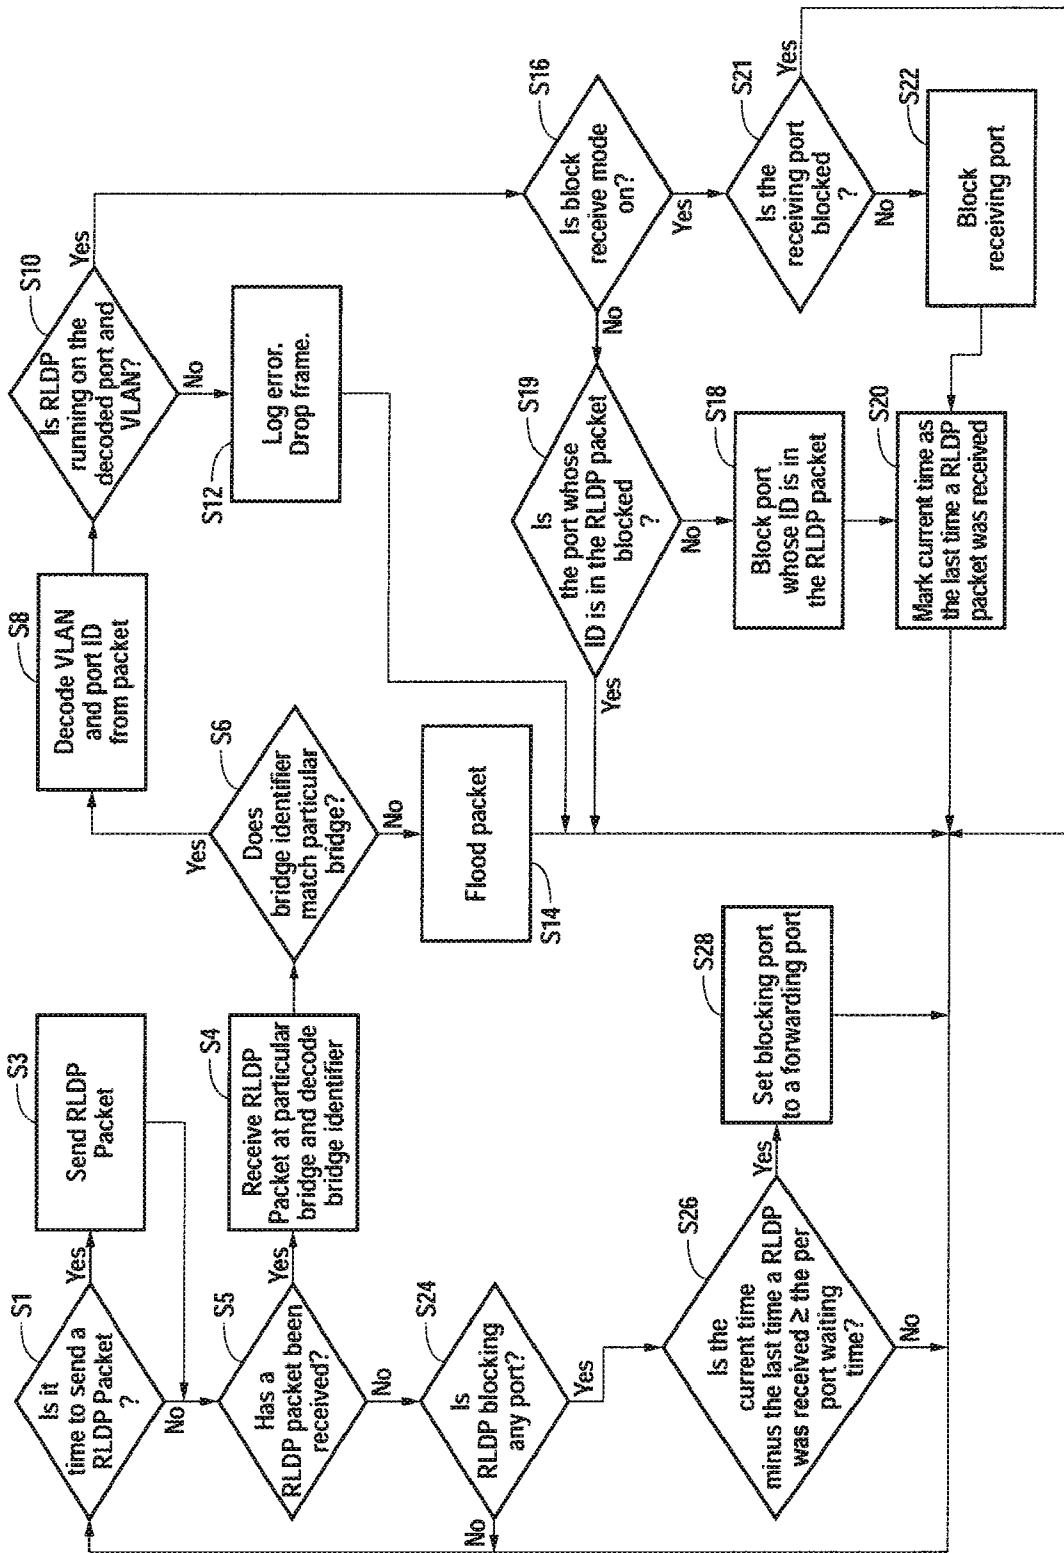 S1
Is it
time to send a
RLDP Packet
?
Yes
No
S3
Send RLDP
Packet
S5
Has a
RLDP packet been
received?
Yes
No
S4
Receive RLDP
Packet at particular
bridge and decode
bridge identifier
S6
Does
bridge identifier
match particular
bridge?
Yes
No
S8
Decode VLAN
and port ID
from packet
S10
Is RLDP
running on the
decoded port and
VLAN?
Yes
No
S12
Log error.
Drop frame.
S14
Flood packet
S16
Is block
receive mode
on?
No
Yes
S19
Is
the port whose
ID is in the RLDP packet
blocked
?
Yes
No
S18
Block port
whose ID is in
the RLDP packet
S20
Mark current time as
the last time a RLDP
packet was received
S21
Is the
receiving port
blocked
?
Yes
No
S22
Block
receiving port
S24
Is
RLDP blocking
any port?
No
Yes
S26
Is the
current time
minus the last time a RLDP
was received ≥ the per
port waiting
time?
Yes
No
S28
Set blocking port
to a forwarding port